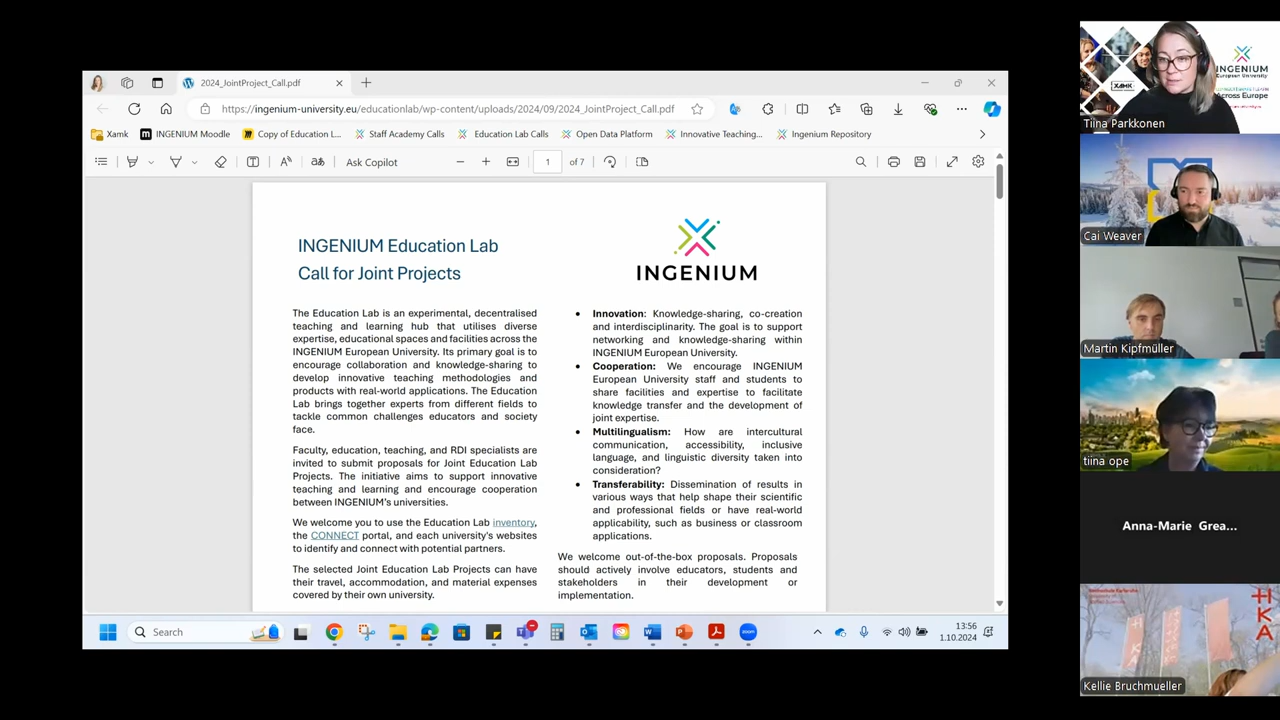 2024_JointProject_Call.pdf
https://ingenium-university.eu/educationlab/wp-content/uploads/2024/09/2024_JointProject_Call.pdf
Xamk
INGENIUM Moodle
Copy of Education L...
Staff Academy Calls
Education Lab Calls
Open Data Platform
Innovative Teaching...
Ingenium Repository
Ask Copilot
1 of 7
INGENIUM Education Lab
Call for Joint Projects
INGENIUM
The Education Lab is an experimental, decentralised
teaching and learning hub that utilises diverse
expertise, educational spaces and facilities across the
INGENIUM European University. Its primary goal is to
encourage collaboration and knowledge-sharing to
develop innovative teaching methodologies and
products with real-world applications. The Education
Lab brings together experts from different fields to
tackle common challenges educators and society
face.
Faculty, education, teaching, and RDI specialists are
invited to submit proposals for Joint Education Lab
Projects. The initiative aims to support innovative
teaching and learning and encourage cooperation
between INGENIUM's universities.
We welcome you to use the Education Lab inventory,
the CONNECT portal, and each university's websites
to identify and connect with potential partners.
The selected Joint Education Lab Projects can have
their travel, accommodation, and material expenses
covered by their own university.
• Innovation: Knowledge-sharing, co-creation
and interdisciplinarity. The goal is to support
networking and knowledge-sharing within
INGENIUM European University.
• Cooperation: We encourage INGENIUM
European University staff and students to
share facilities and expertise to facilitate
knowledge transfer and the development of
joint expertise.
• Multilingualism: How are intercultural
communication, accessibility, inclusive
language, and linguistic diversity taken into
consideration?
• Transferability: Dissemination of results in
various ways that help shape their scientific
and professional fields or have real-world
applicability, such as business or classroom
applications.
We welcome out-of-the-box proposals. Proposals
should actively involve educators, students and
stakeholders in their development or
implementation.
Search
13:56
1.10.2024
INGENIUM
European University
XAMK
Across Europe
Tiina Parkkonen
Cai Weaver
Martin Kipfmüller
tiina ope
Anna-Marie Grea...
HKA
Kellie Bruchmueller